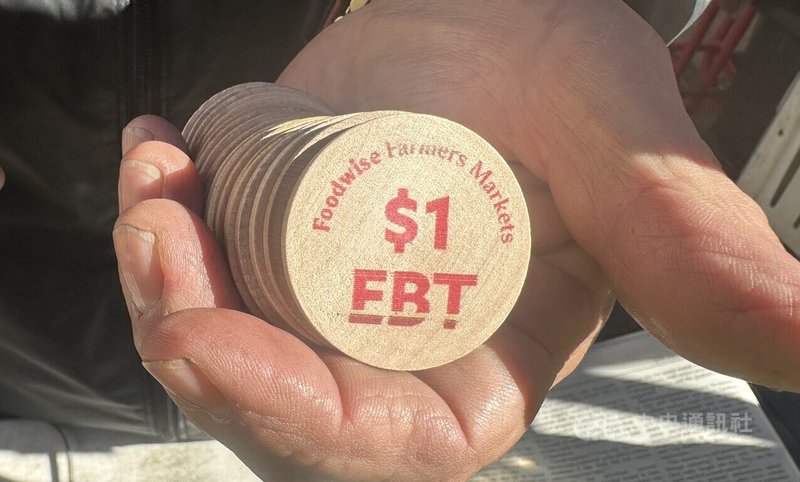 Foodwise Farmers Markets
$1
EBT
中央通訊社